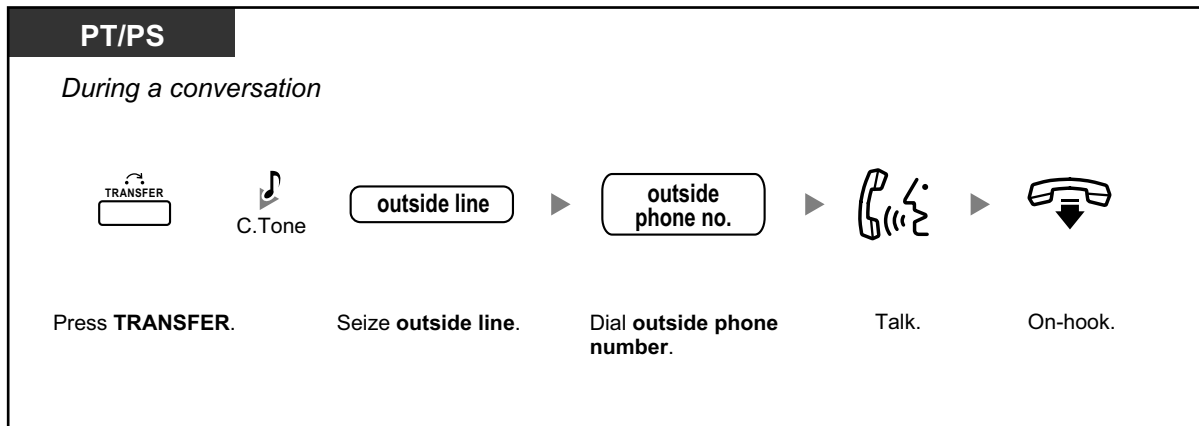 PT/PS
During a conversation
TRANSFER
C.Tone
outside line
outside
phone no.
Press TRANSFER.
Seize outside line.
Dial outside phone
number.
Talk.
On-hook.